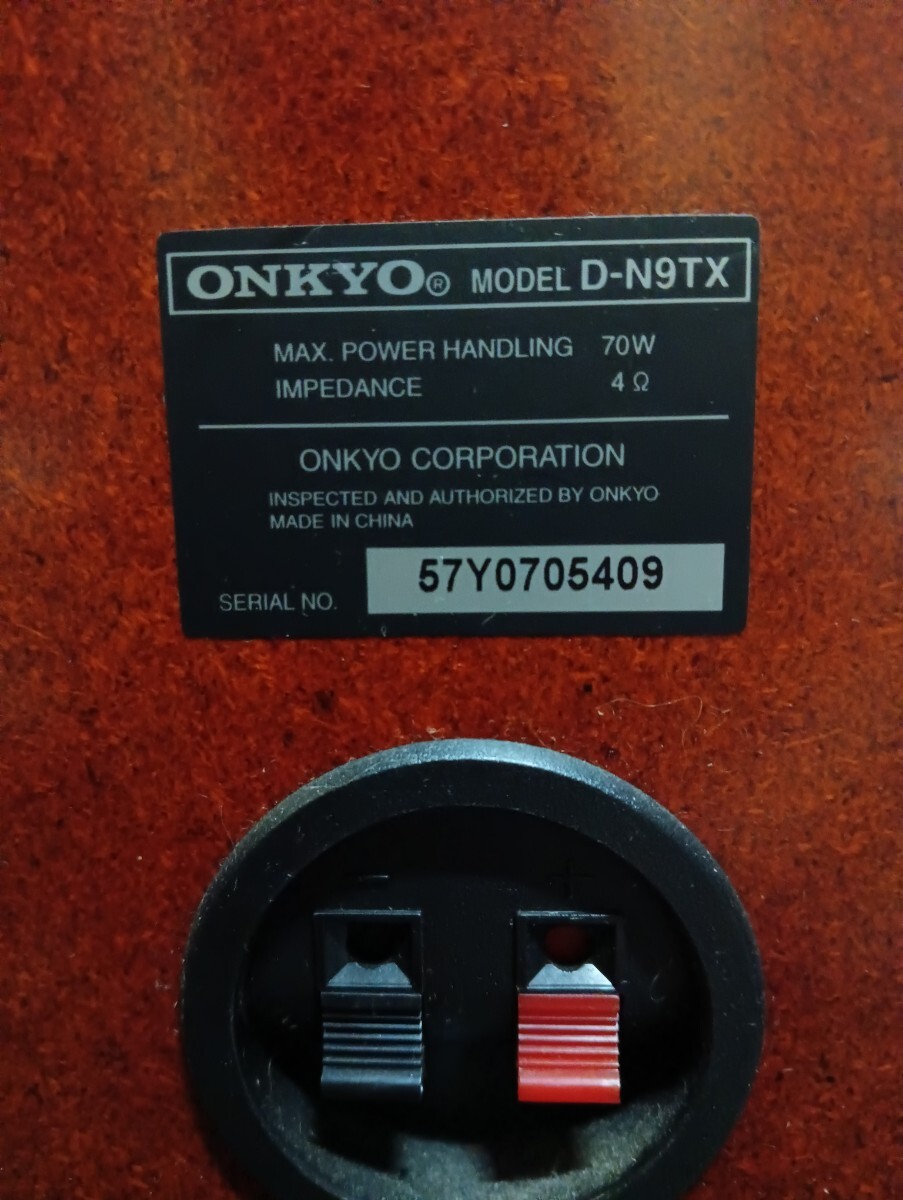 ONKYO® MODEL D-N9TX
MAX. POWER HANDLING 70W
IMPEDANCE 4 Ω
ONKYO CORPORATION
INSPECTED AND AUTHORIZED BY ONKYO
MADE IN CHINA
SERIAL NO. 57Y0705409
− +